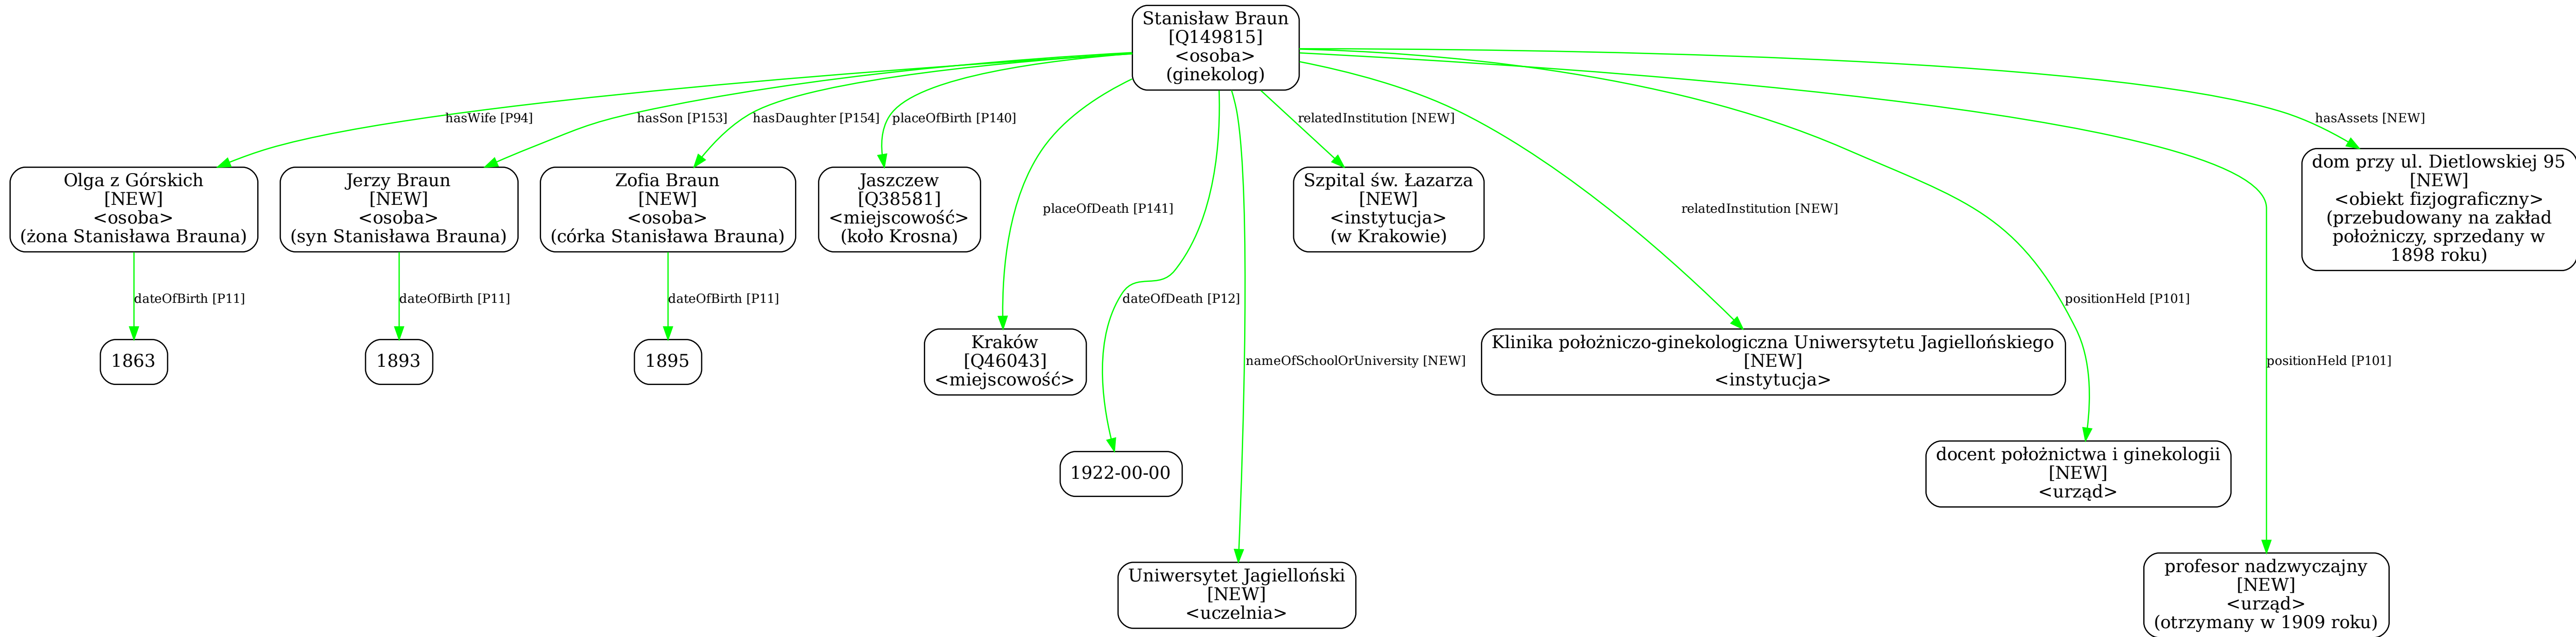 Stanisław Braun
[Q149815]
<osoba>
(ginekolog)
hasWife [P94]
hasSon [P153]
hasDaughter [P154]
placeOfBirth [P140]
relatedInstitution [NEW]
hasAssets [NEW]
Olga z Górskich
[NEW]
<osoba>
(żona Stanisława Brauna)
Jerzy Braun
[NEW]
<osoba>
(syn Stanisława Brauna)
Zofia Braun
[NEW]
<osoba>
(córka Stanisława Brauna)
Jaszczew
[Q38581]
<miejscowość>
(koło Krosna)
placeOfDeath [P141]
Szpital św. Łazarza
[NEW]
<instytucja>
(w Krakowie)
relatedInstitution [NEW]
dom przy ul. Dietlowskiej 95
[NEW]
<obiekt fizjograficzny>
(przebudowany na zakład
położniczy, sprzedany w
1898 roku)
dateOfBirth [P11]
dateOfBirth [P11]
dateOfBirth [P11]
dateOfDeath [P12]
positionHeld [P101]
1863
1893
1895
Kraków
[Q46043]
<miejscowość>
nameOfSchoolOrUniversity [NEW]
Klinika położniczo-ginekologiczna Uniwersytetu Jagiellońskiego
[NEW]
<instytucja>
positionHeld [P101]
1922-00-00
docent położnictwa i ginekologii
[NEW]
<urząd>
Uniwersytet Jagielloński
[NEW]
<uczelnia>
profesor nadzwyczajny
[NEW]
<urząd>
(otrzymany w 1909 roku)